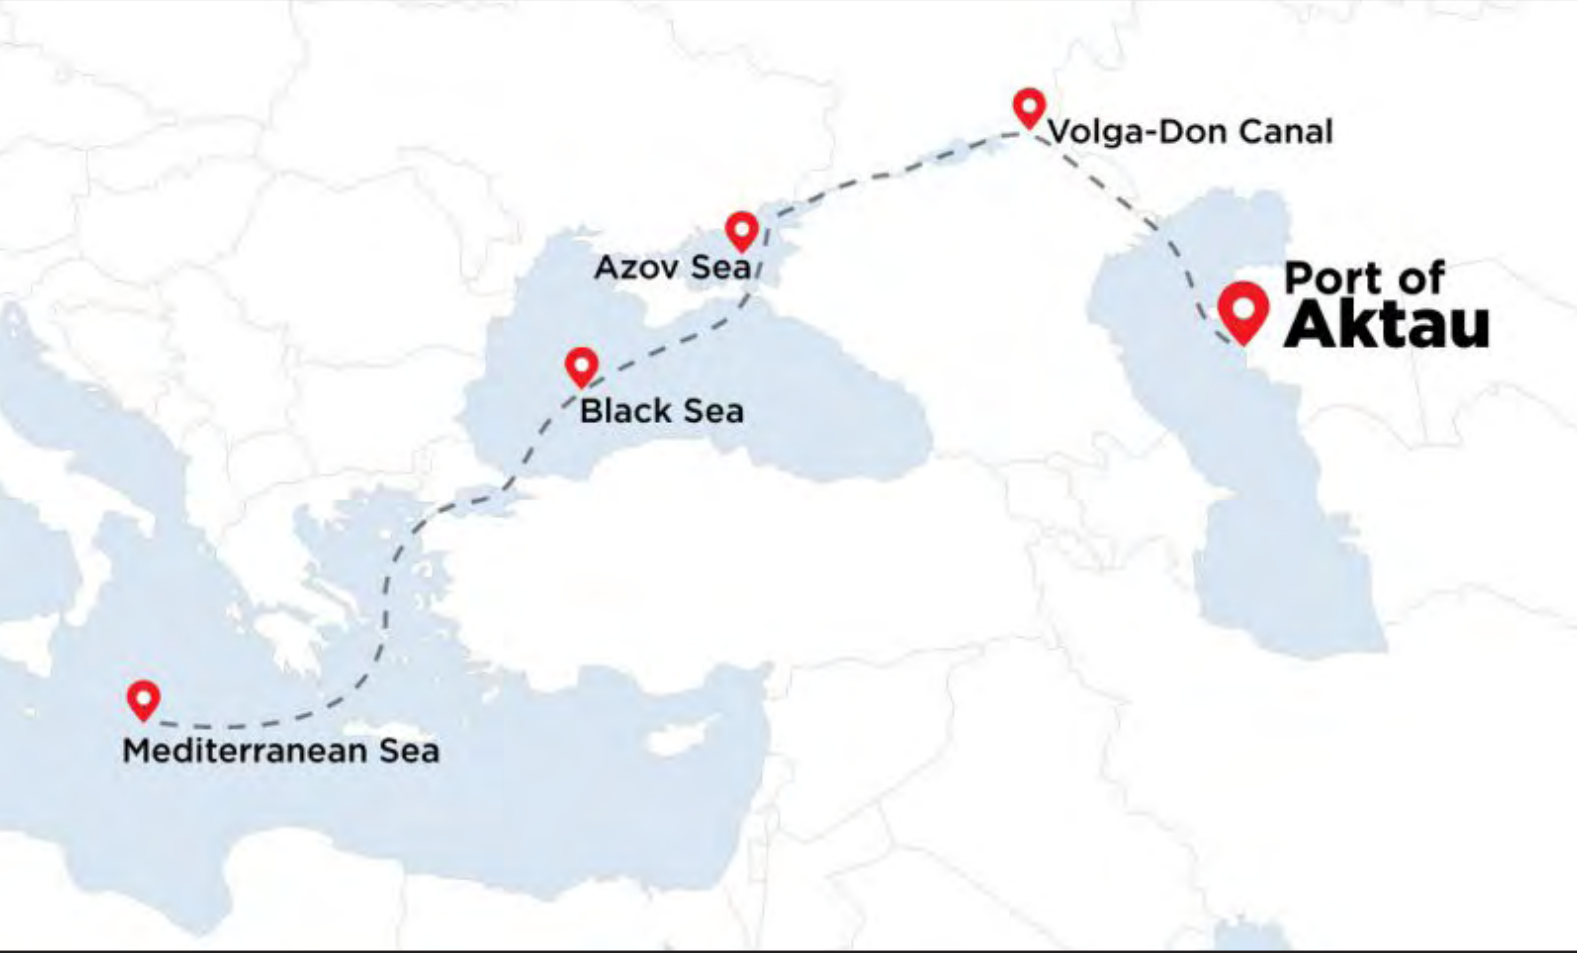 Volga-Don Canal
Azov Sea
Port of
Aktau
Black Sea
Mediterranean Sea